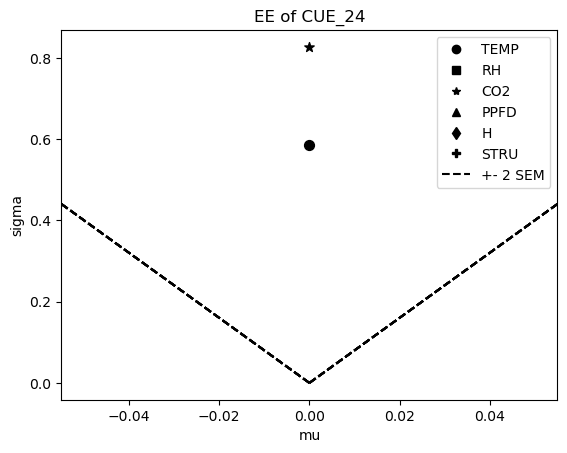 EE of CUE_24
TEMP
RH
CO2
PPFD
H
STRU
+- 2 SEM
sigma
0.8
0.6
0.4
0.2
0.0
−0.04
−0.02
0.00
0.02
0.04
mu